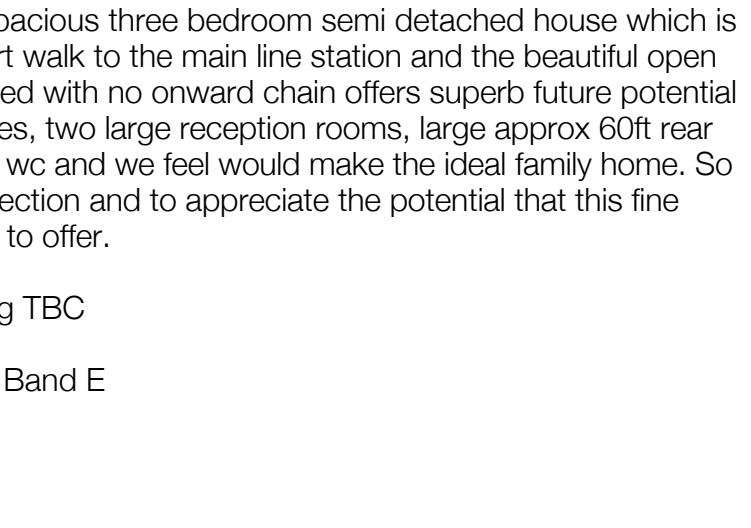 pacious three bedroom semi detached house which is
rt walk to the main line station and the beautiful open
ed with no onward chain offers superb future potential
es, two large reception rooms, large approx 60ft rear
wc and we feel would make the ideal family home. So
ection and to appreciate the potential that this fine
to offer.
g TBC
Band E